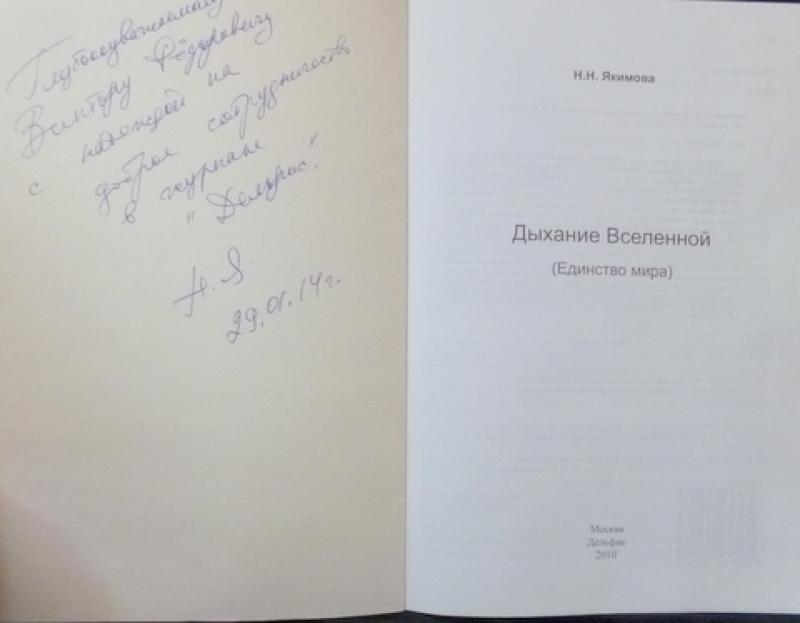 Глубокоуважаемому
Виктору Фёдоровичу
с надеждой на
доброе сотрудничество
в журнале
"Дельфис".
Н. Я.
29.01.14г.
Н.Н. Якимова
Дыхание Вселенной
(Единство мира)
Москва
Дельфис
2010